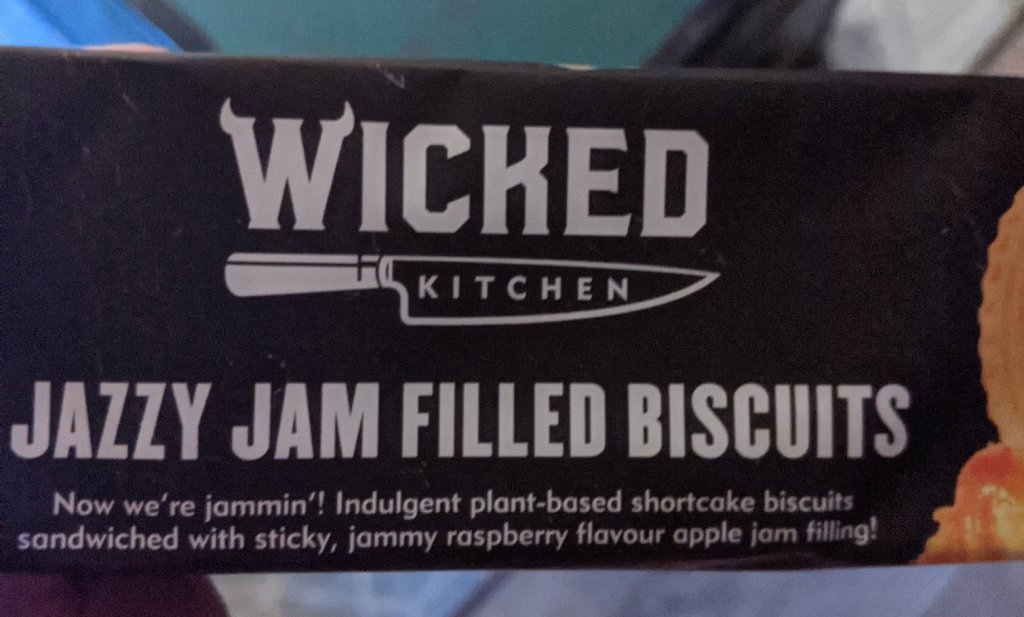 WICKED
KITCHEN
JAZZY JAM FILLED BISCUITS
Now we're jammin'! Indulgent plant-based shortcake biscuits
sandwiched with sticky, jammy raspberry flavour apple jam filling!